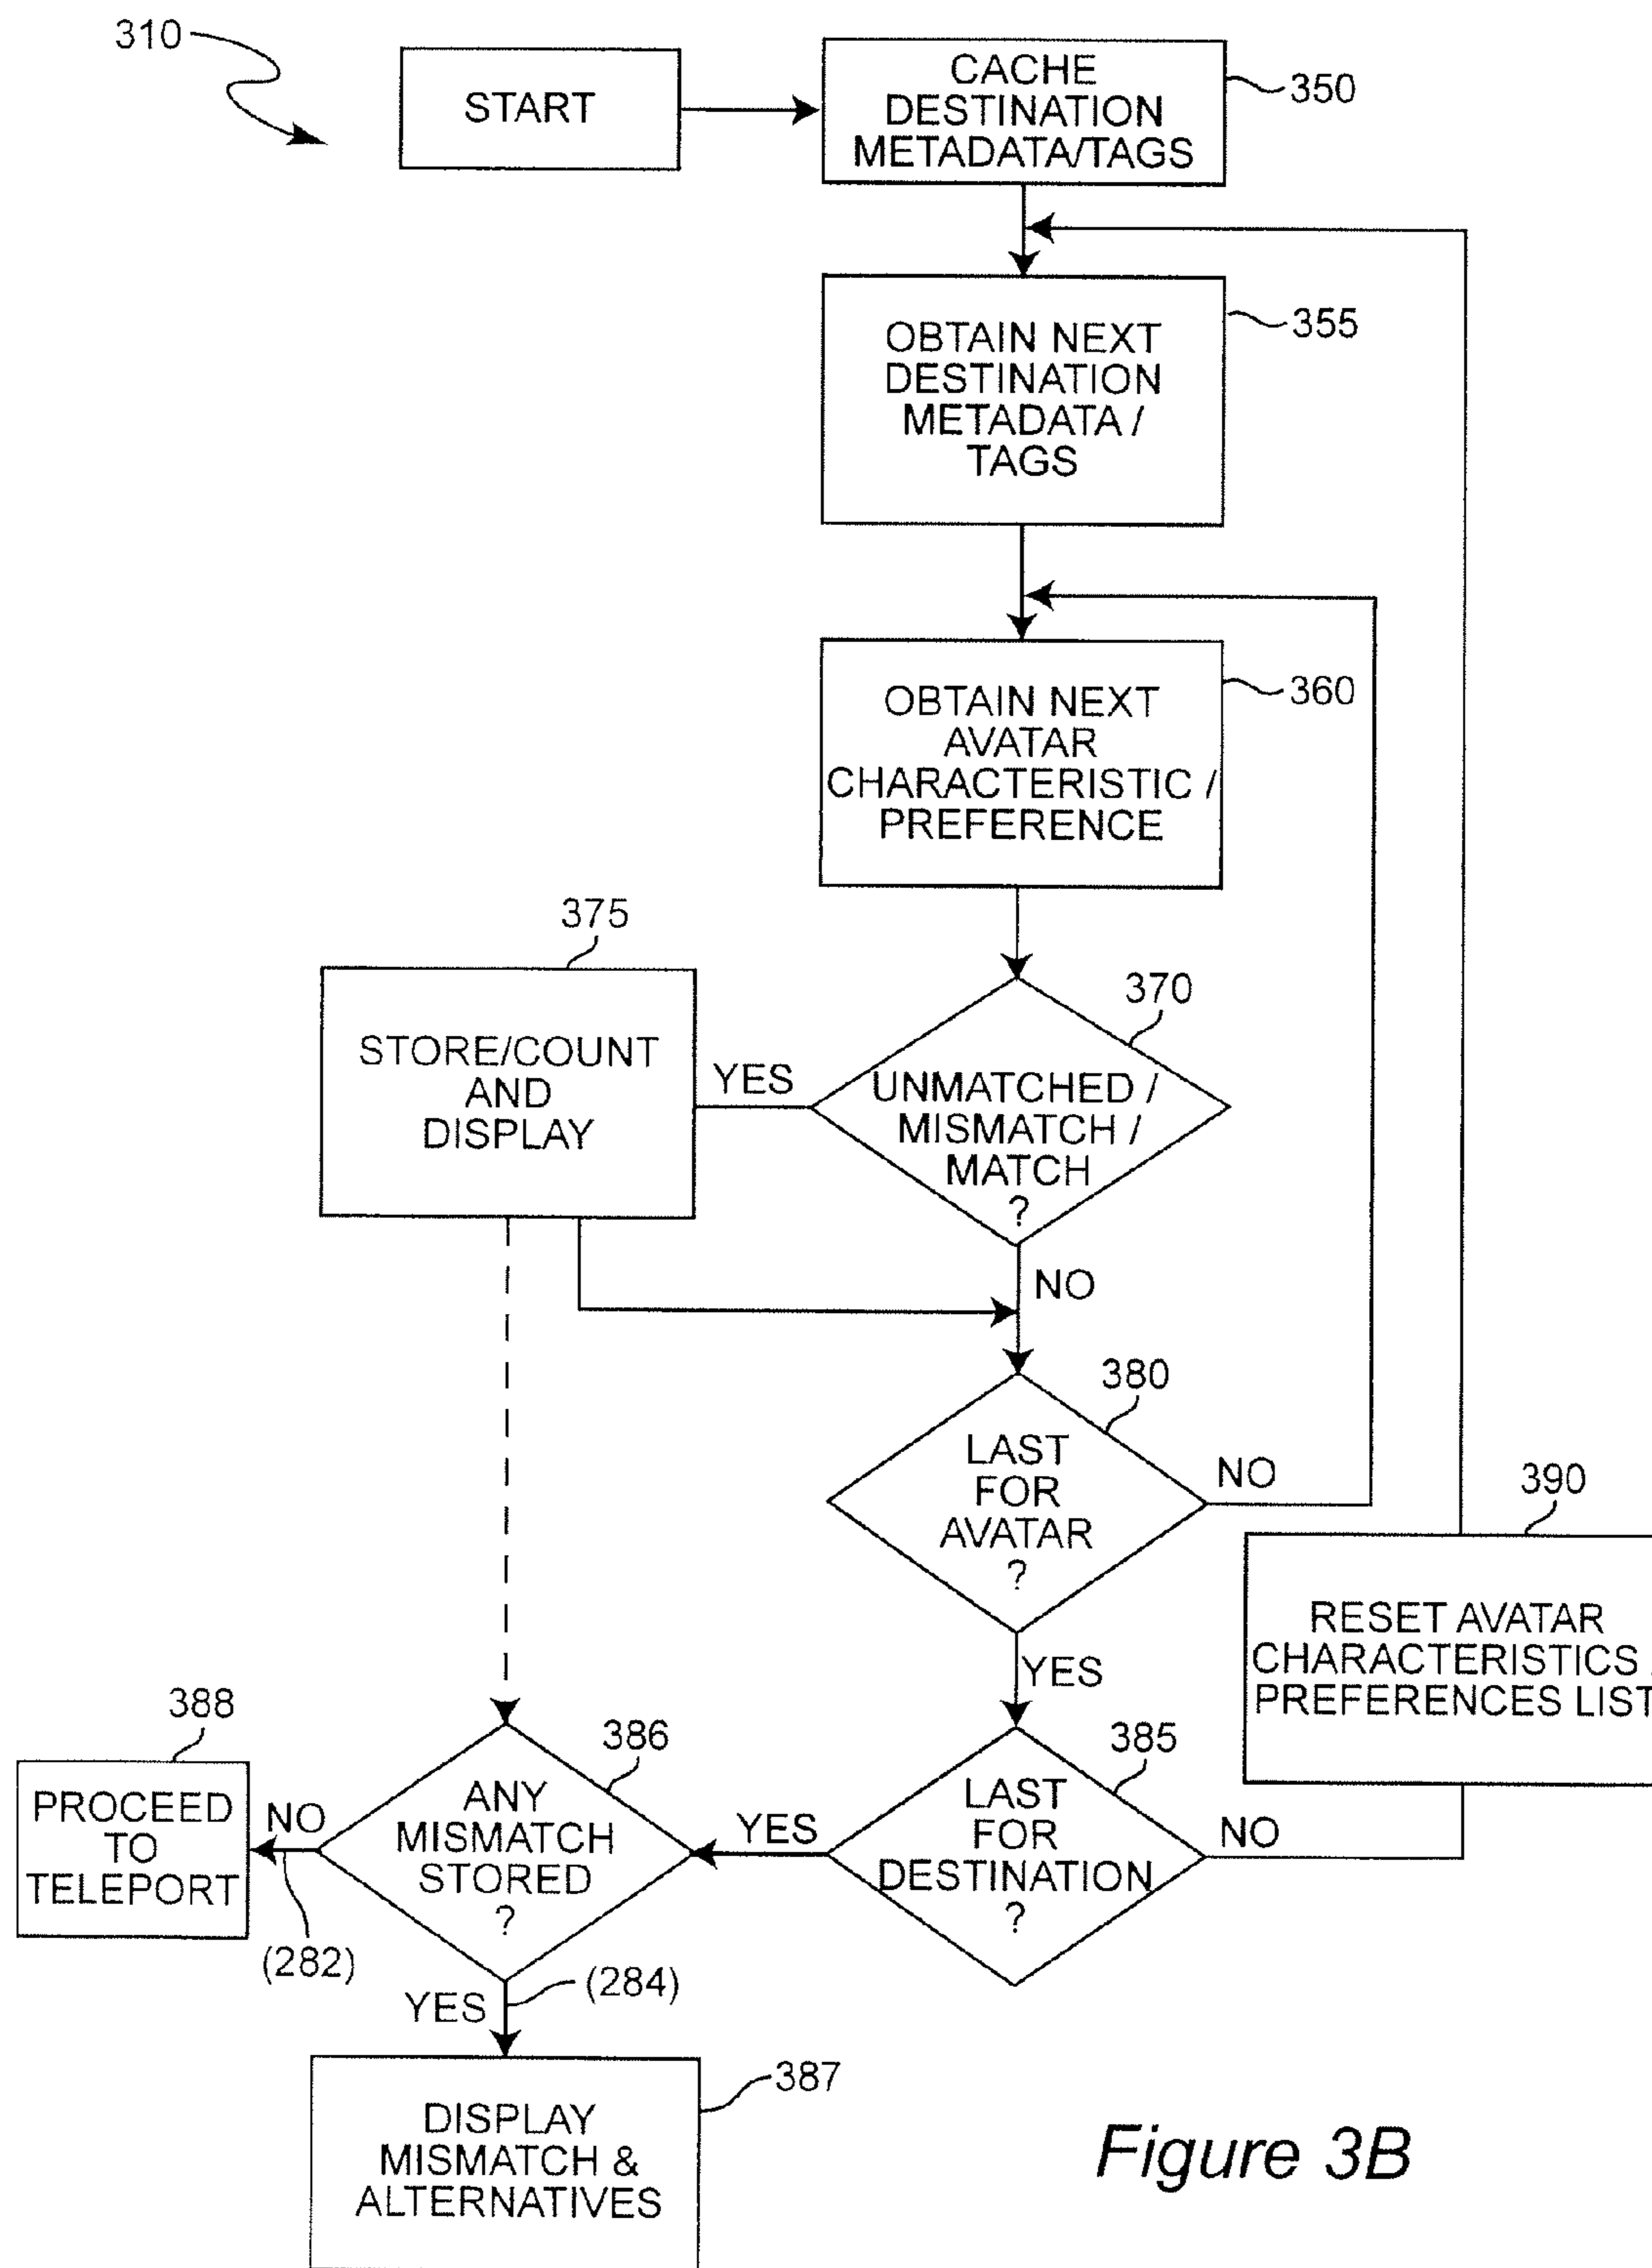 310
START
CACHE
DESTINATION
METADATA/TAGS
350
OBTAIN NEXT
DESTINATION
METADATA /
TAGS
355
OBTAIN NEXT
AVATAR
CHARACTERISTIC /
PREFERENCE
360
375
STORE/COUNT
AND
DISPLAY
YES
370
UNMATCHED /
MISMATCH /
MATCH
?
NO
380
LAST
FOR
AVATAR
?
NO
390
RESET AVATAR
CHARACTERISTICS
PREFERENCES LIST
YES
388
PROCEED
TO
TELEPORT
NO
(282)
386
ANY
MISMATCH
STORED
?
YES
385
LAST
FOR
DESTINATION
?
NO
YES
(284)
387
DISPLAY
MISMATCH &
ALTERNATIVES
Figure 3B